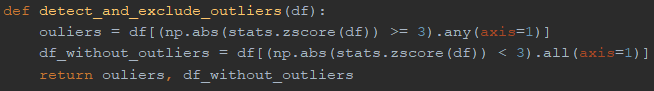 def detect_and_exclude_outliers(df):
    ouliers = df[(np.abs(stats.zscore(df)) >= 3).any(axis=1)]
    df_without_outliers = df[(np.abs(stats.zscore(df)) < 3).all(axis=1)]
    return ouliers, df_without_outliers